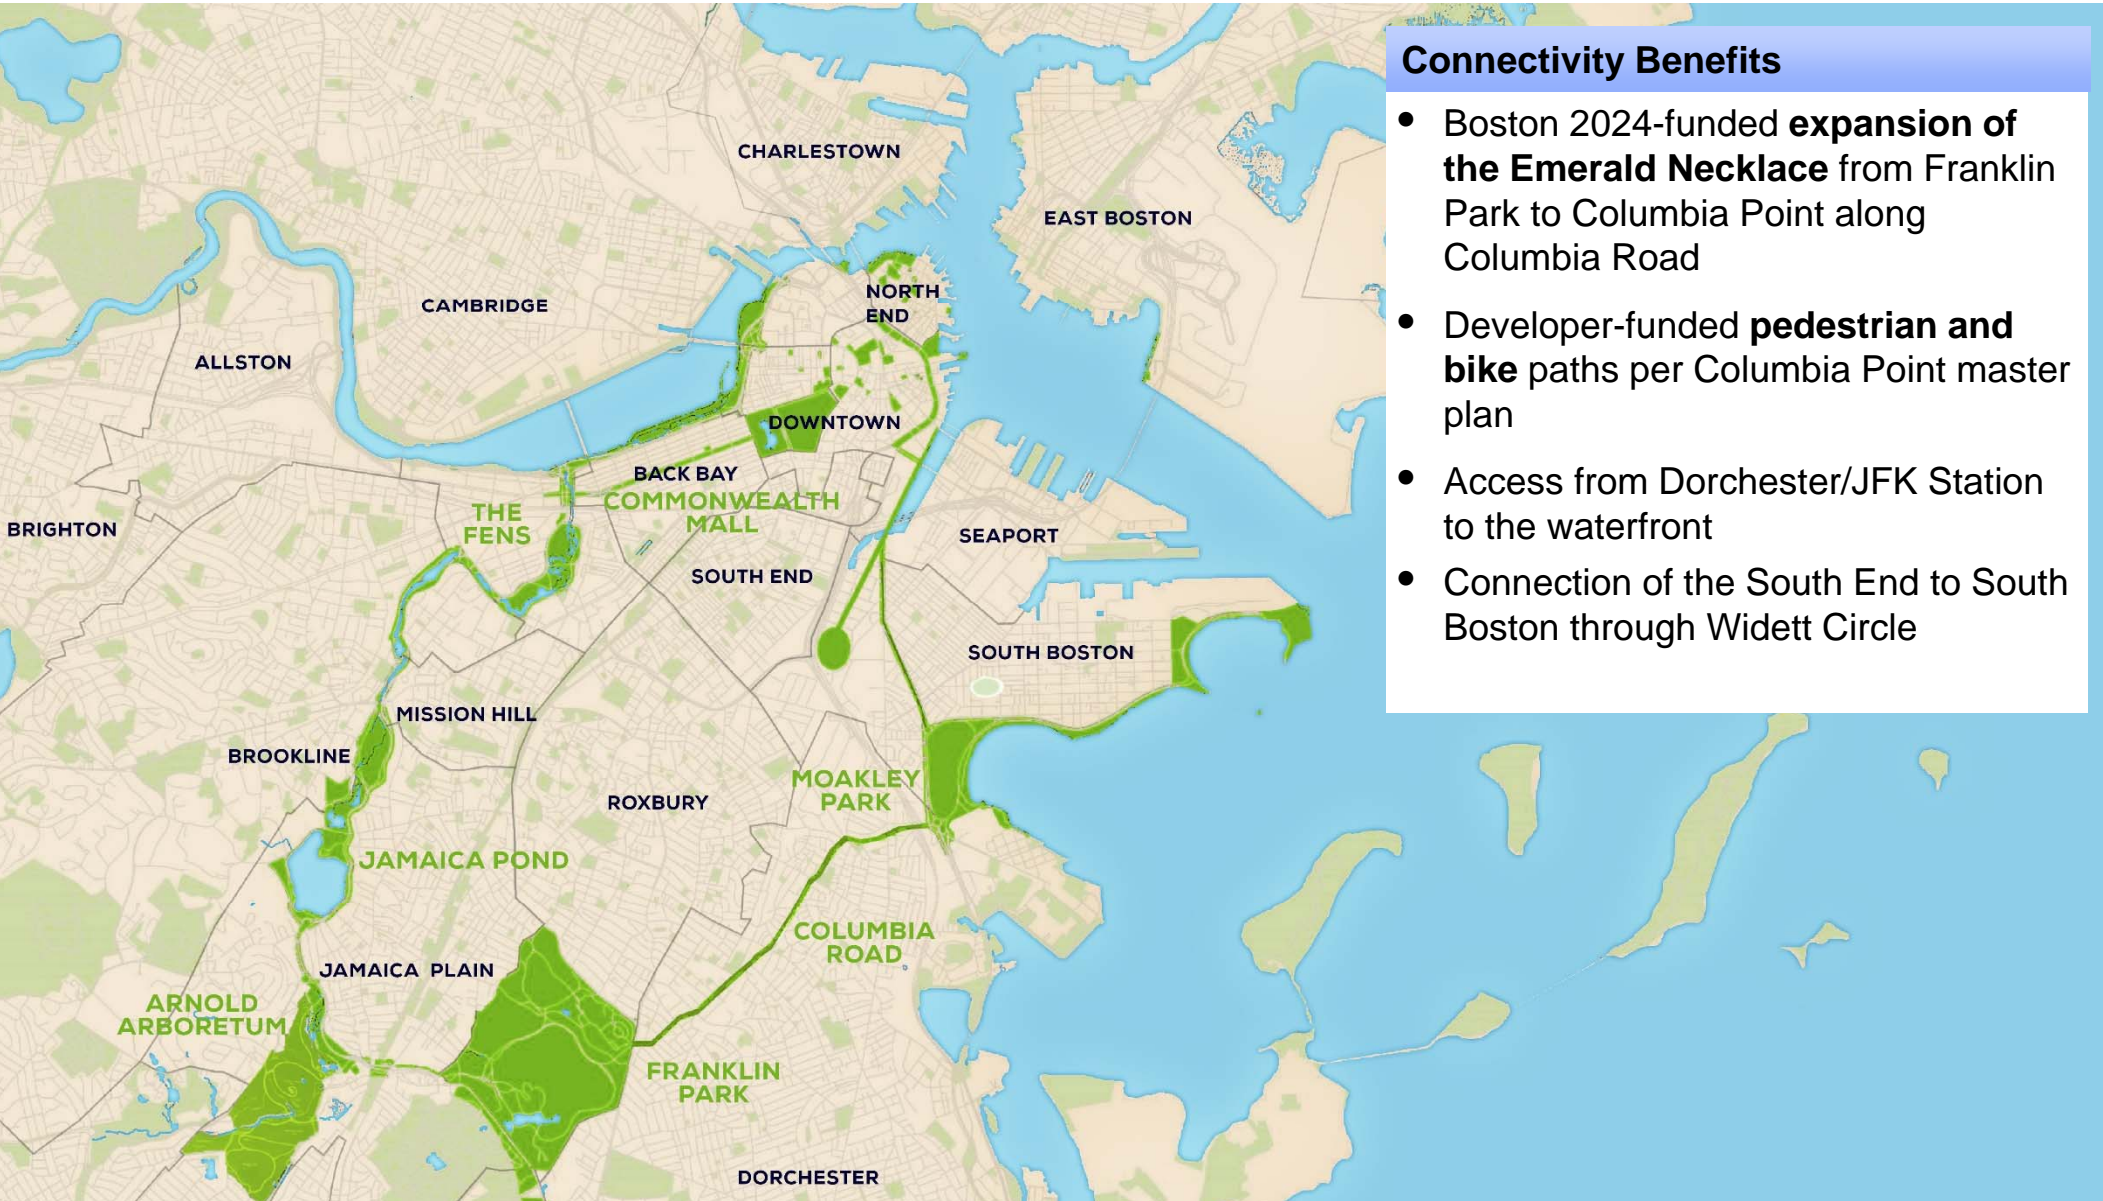 Connectivity Benefits
• Boston 2024-funded expansion of
the Emerald Necklace from Franklin
Park to Columbia Point along
Columbia Road
• Developer-funded pedestrian and
bike paths per Columbia Point master
plan
• Access from Dorchester/JFK Station
to the waterfront
• Connection of the South End to South
Boston through Widett Circle
CHARLESTOWN
EAST BOSTON
CAMBRIDGE
NORTH
END
ALLSTON
DOWNTOWN
BACK BAY
COMMONWEALTH
MALL
THE
FENS
BRIGHTON
SEAPORT
SOUTH END
SOUTH BOSTON
MISSION HILL
BROOKLINE
MOAKLEY
PARK
ROXBURY
JAMAICA POND
COLUMBIA
ROAD
JAMAICA PLAIN
ARNOLD
ARBORETUM
FRANKLIN
PARK
DORCHESTER